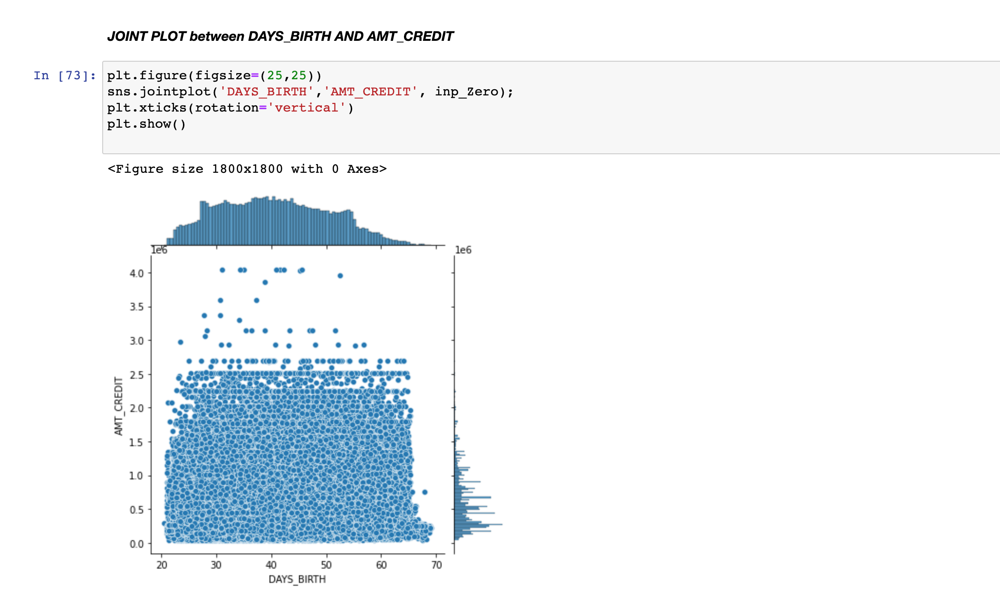 JOINT PLOT between DAYS_BIRTH AND AMT_CREDIT
In [73]:
plt.figure(figsize=(25,25))
sns.jointplot('DAYS_BIRTH','AMT_CREDIT', inp_Zero);
plt.xticks(rotation='vertical')
plt.show()
<Figure size 1800x1800 with 0 Axes>
1e6
1e6
4.0
3.5
3.0
2.5
2.0
1.5
1.0
0.5
0.0
AMT_CREDIT
20 30 40 50 60 70
DAYS_BIRTH